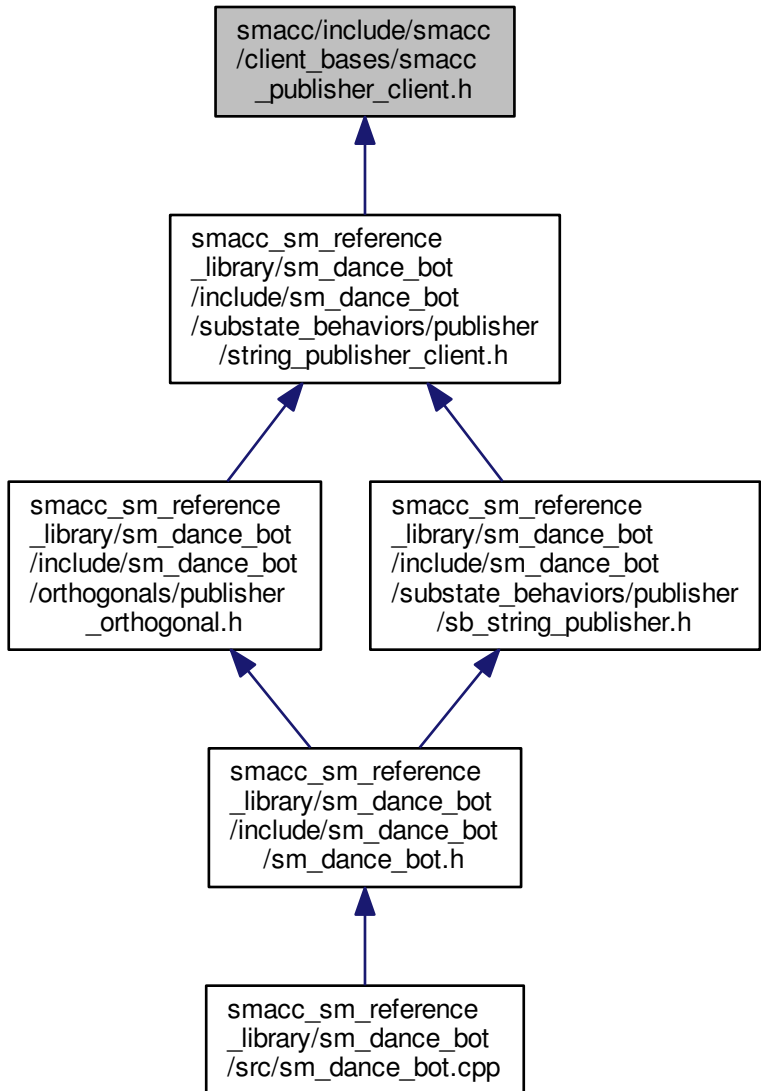 smacc/include/smacc
/client_bases/smacc
_publisher_client.h
smacc_sm_reference
_library/sm_dance_bot
/include/sm_dance_bot
/substate_behaviors/publisher
/string_publisher_client.h
smacc_sm_reference
_library/sm_dance_bot
/include/sm_dance_bot
/orthogonals/publisher
_orthogonal.h
smacc_sm_reference
_library/sm_dance_bot
/include/sm_dance_bot
/substate_behaviors/publisher
/sb_string_publisher.h
smacc_sm_reference
_library/sm_dance_bot
/include/sm_dance_bot
/sm_dance_bot.h
smacc_sm_reference
_library/sm_dance_bot
/src/sm_dance_bot.cpp